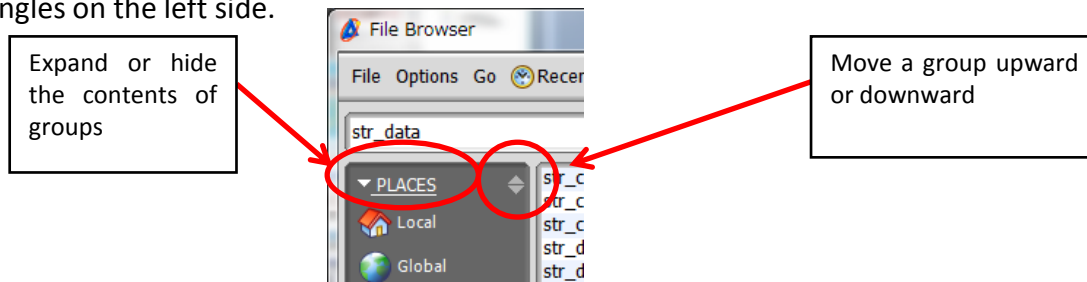 ngles on the left side.
Expand or hide
the contents of
groups
File Browser
File Options Go Recen
str_data
PLACES
Local
Global
str_c
str_c
str_c
str_d
str_d
Move a group upward
or downward